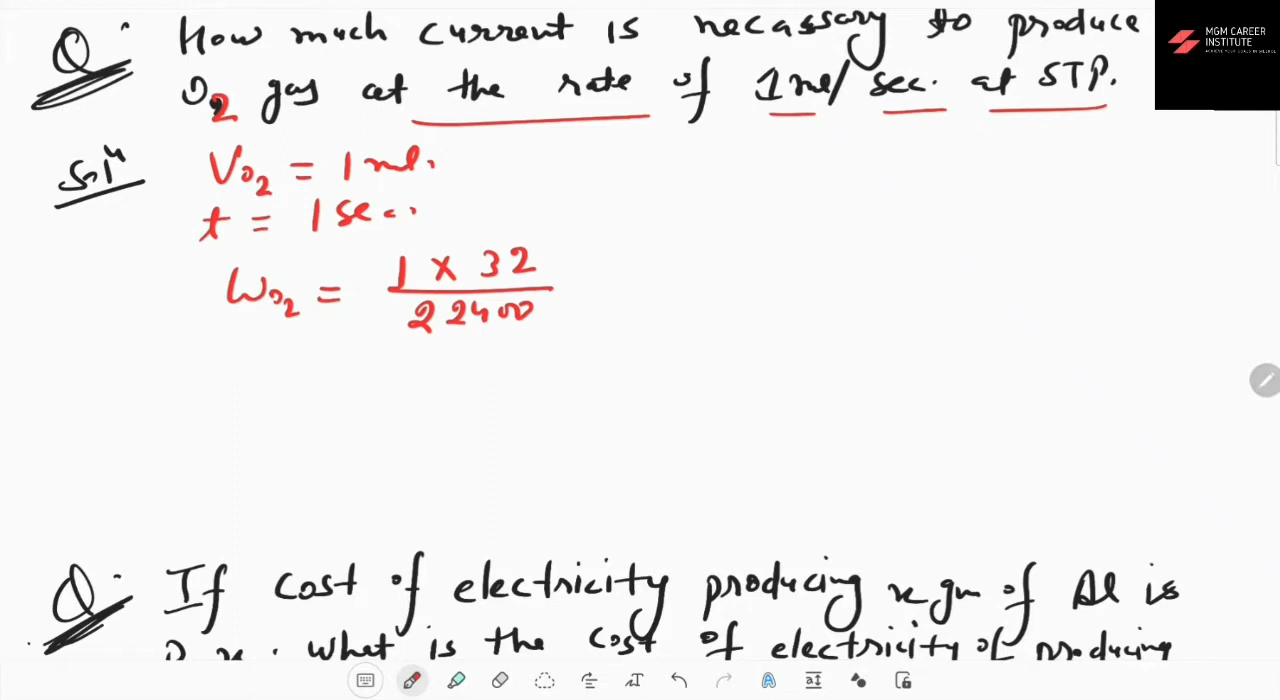 Q: How much current is necassary to produce
O2 gas at the rate of 1ml/sec. at STP.
MGM CAREER
INSTITUTE
Solⁿ
VO2 = 1 ml.
t = 1 sec.
WO2 = 1 × 32
22400
Q: If cost of electricity producing x gm of Al is
what is the cost of electricity of producing